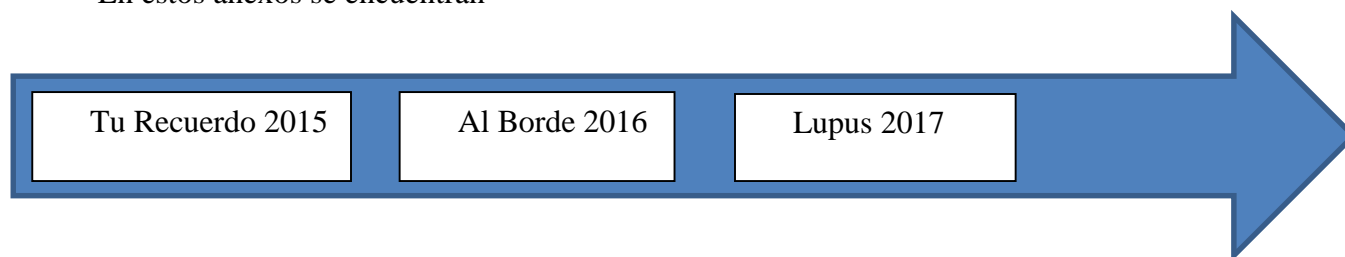 En estos anexos se encuentran
Tu Recuerdo 2015
Al Borde 2016
Lupus 2017